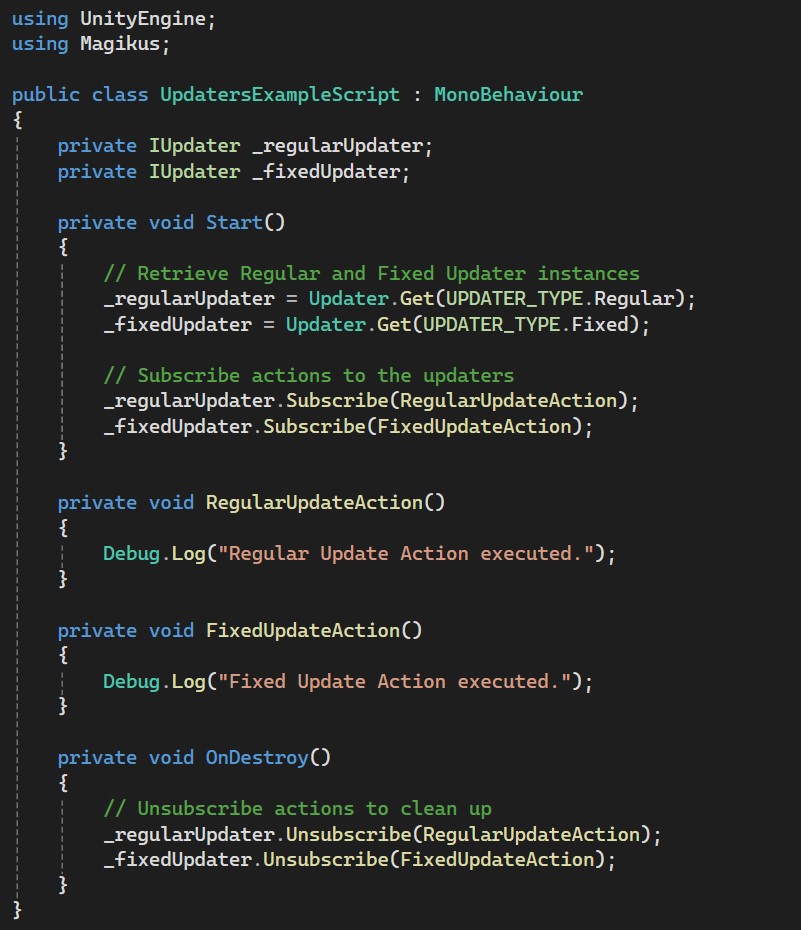 using UnityEngine;
using Magikus;

public class UpdatersExampleScript : MonoBehaviour
{
    private IUpdater _regularUpdater;
    private IUpdater _fixedUpdater;

    private void Start()
    {
        // Retrieve Regular and Fixed Updater instances
        _regularUpdater = Updater.Get(UPDATER_TYPE.Regular);
        _fixedUpdater = Updater.Get(UPDATER_TYPE.Fixed);

        // Subscribe actions to the updaters
        _regularUpdater.Subscribe(RegularUpdateAction);
        _fixedUpdater.Subscribe(FixedUpdateAction);
    }

    private void RegularUpdateAction()
    {
        Debug.Log("Regular Update Action executed.");
    }

    private void FixedUpdateAction()
    {
        Debug.Log("Fixed Update Action executed.");
    }

    private void OnDestroy()
    {
        // Unsubscribe actions to clean up
        _regularUpdater.Unsubscribe(RegularUpdateAction);
        _fixedUpdater.Unsubscribe(FixedUpdateAction);
    }
}